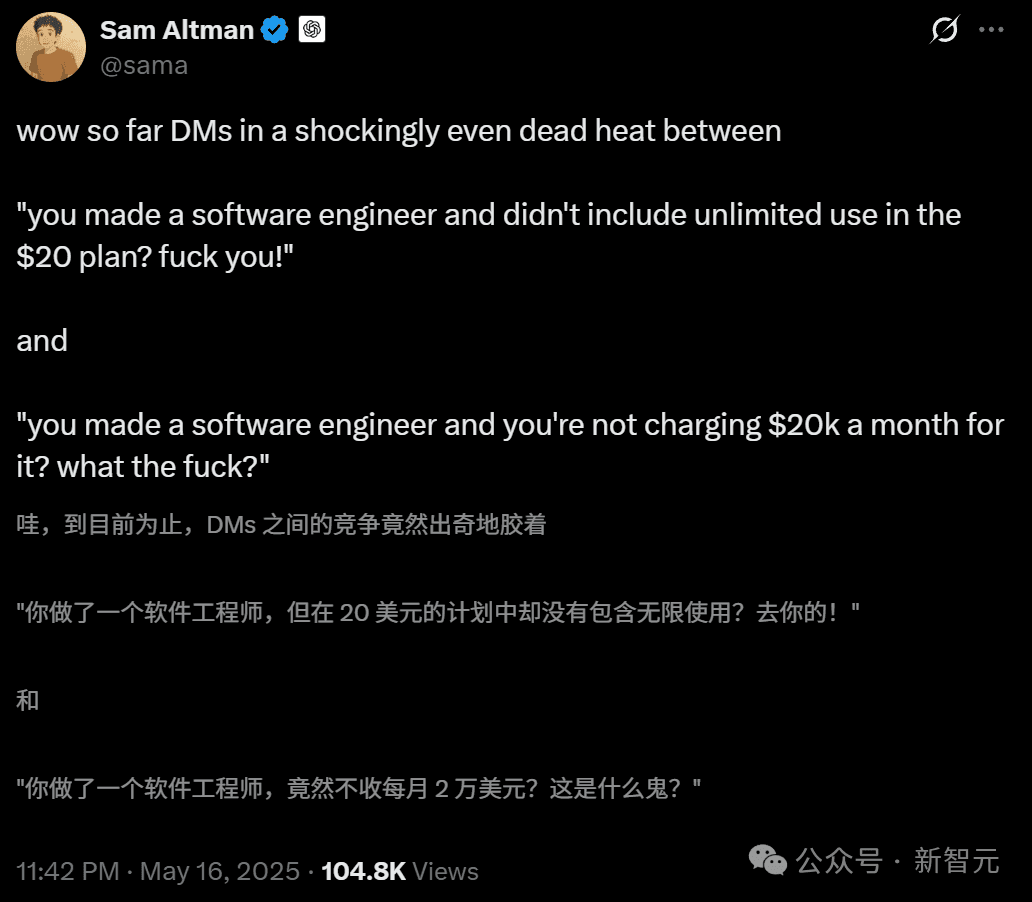 Sam Altman
@sama
wow so far DMs in a shockingly even dead heat between
"you made a software engineer and didn't include unlimited use in the
$20 plan? fuck you!"
and
"you made a software engineer and you're not charging $20k a month for
it? what the fuck?"
哇，到目前为止，DMs 之间的竞争竟然出奇地胶着
"你做了一个软件工程师，但在 20 美元的计划中却没有包含无限使用？去你的！"
和
"你做了一个软件工程师，竟然不收每月 2 万美元？这是什么鬼？"
11:42 PM · May 16, 2025 · 104.8K Views
公众号 · 新智元